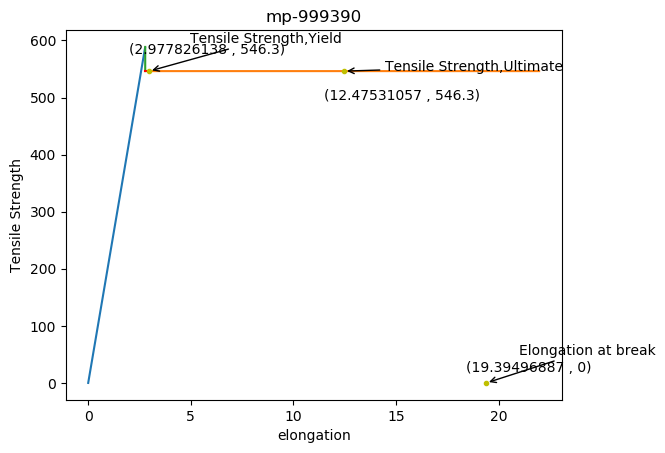 mp-999390
Tensile Strength,Yield
(2.977826138 , 546.3)
Tensile Strength,Ultimate
(12.47531057 , 546.3)
Elongation at break
(19.39496887 , 0)
600
500
400
300
200
100
0
Tensile Strength
0 5 10 15 20
elongation